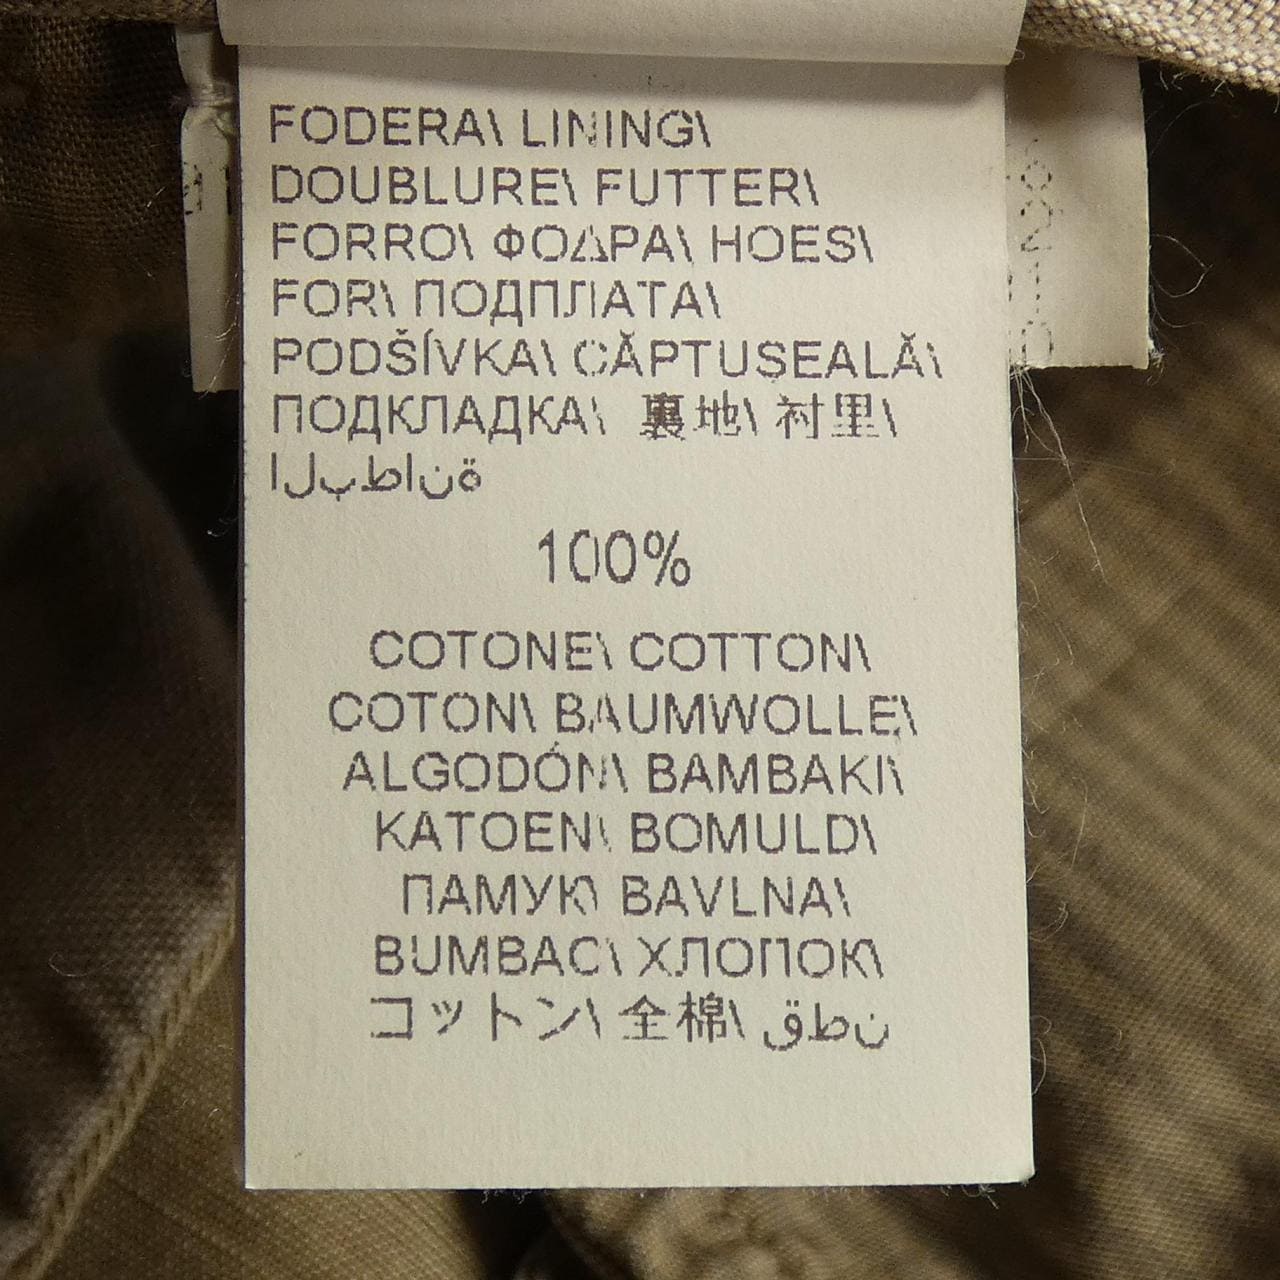 FODERA\ LINING\
DOUBLURE\ FUTTER\
FORRO\ ΦΟΔΡΑ\ HOES\
FOR\ ПОДПЛАТА\
PODŠÍVKA\ CĂPTUSEALĂ\
ПОДКЛАДКА\ 裏地\ 衬里\
البطانة
100%
COTONE\ COTTON\
COTON\ BAUMWOLLE\
ALGODÓN\ BAMBAKI\
KATOEN\ BOMULD\
ПАМУК\ BAVLNA\
BUMBAC\ ХЛОПОК\
コットン\ 全棉\ قطن